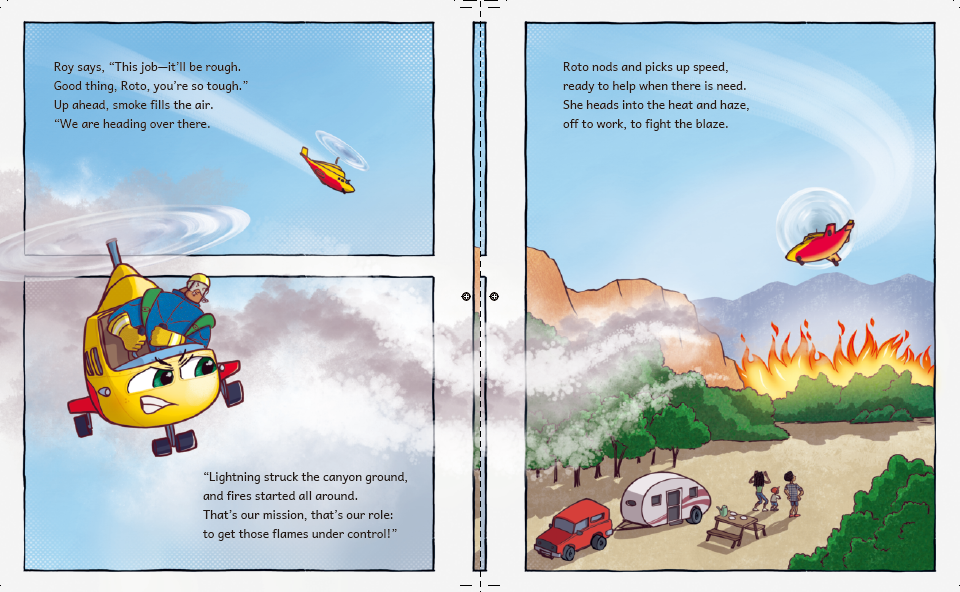 Roy says, “This job—it’ll be rough.
Good thing, Roto, you’re so tough.”
Up ahead, smoke fills the air.
“We are heading over there.
“Lightning struck the canyon ground,
and fires started all around.
That’s our mission, that’s our role:
to get those flames under control!”
Roto nods and picks up speed,
ready to help when there is need.
She heads into the heat and haze,
off to work, to fight the blaze.